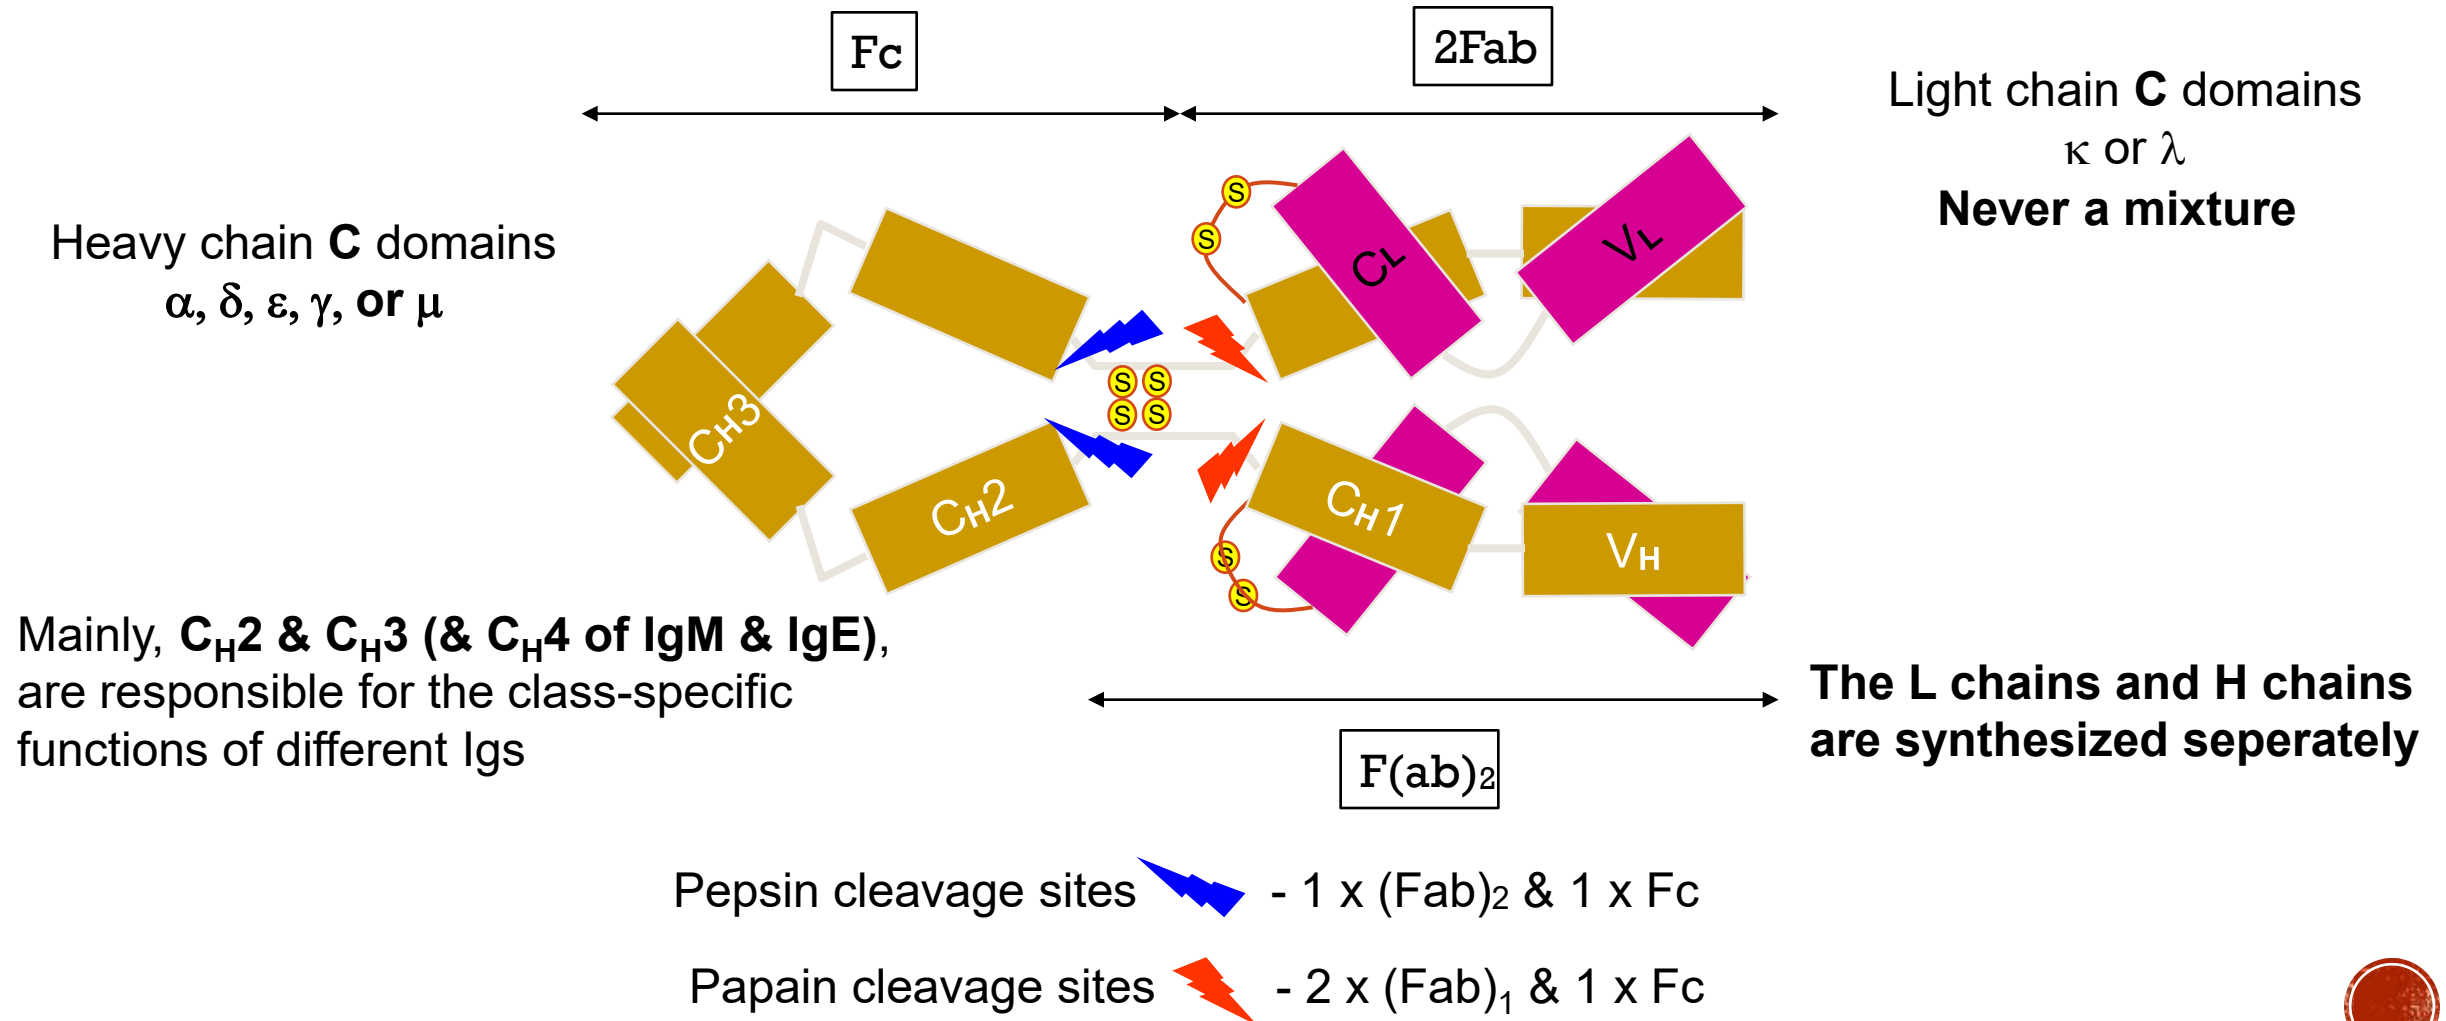 Fc
2Fab
Light chain C domains
κ or λ
Never a mixture
Heavy chain C domains
α, δ, ε, γ, or μ
S
S
CL
VL
S S
S S
CH3
CH2
CH1
VH
S
S
Mainly, CH2 & CH3 (& CH4 of IgM & IgE),
are responsible for the class-specific
functions of different Igs
The L chains and H chains
are synthesized seperately
F(ab)2
Pepsin cleavage sites - 1 x (Fab)2 & 1 x Fc
Papain cleavage sites - 2 x (Fab)1 & 1 x Fc